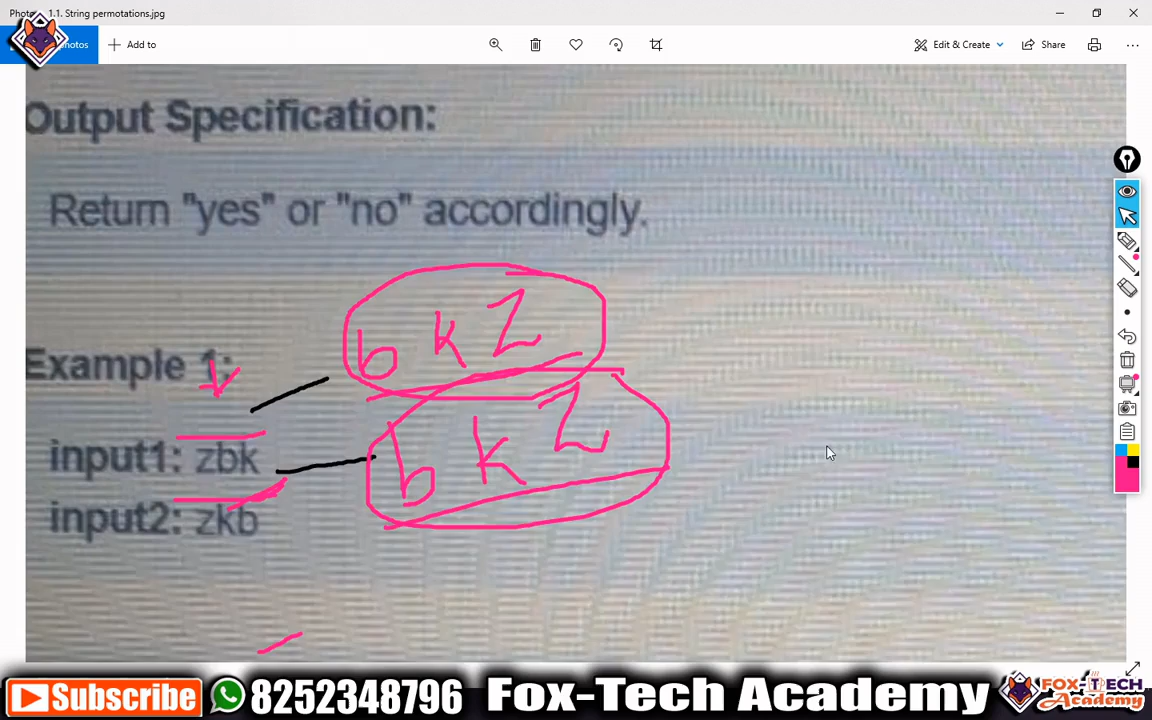 1.1. String permotations.jpg
Add to
Edit & Create
Share
Output Specification:
Return "yes" or "no" accordingly.
Example 1:
b k Z
input1: zbk
b k Z
input2: zkb
Subscribe
8252348796
Fox-Tech Academy
FOX-TECH
Academy